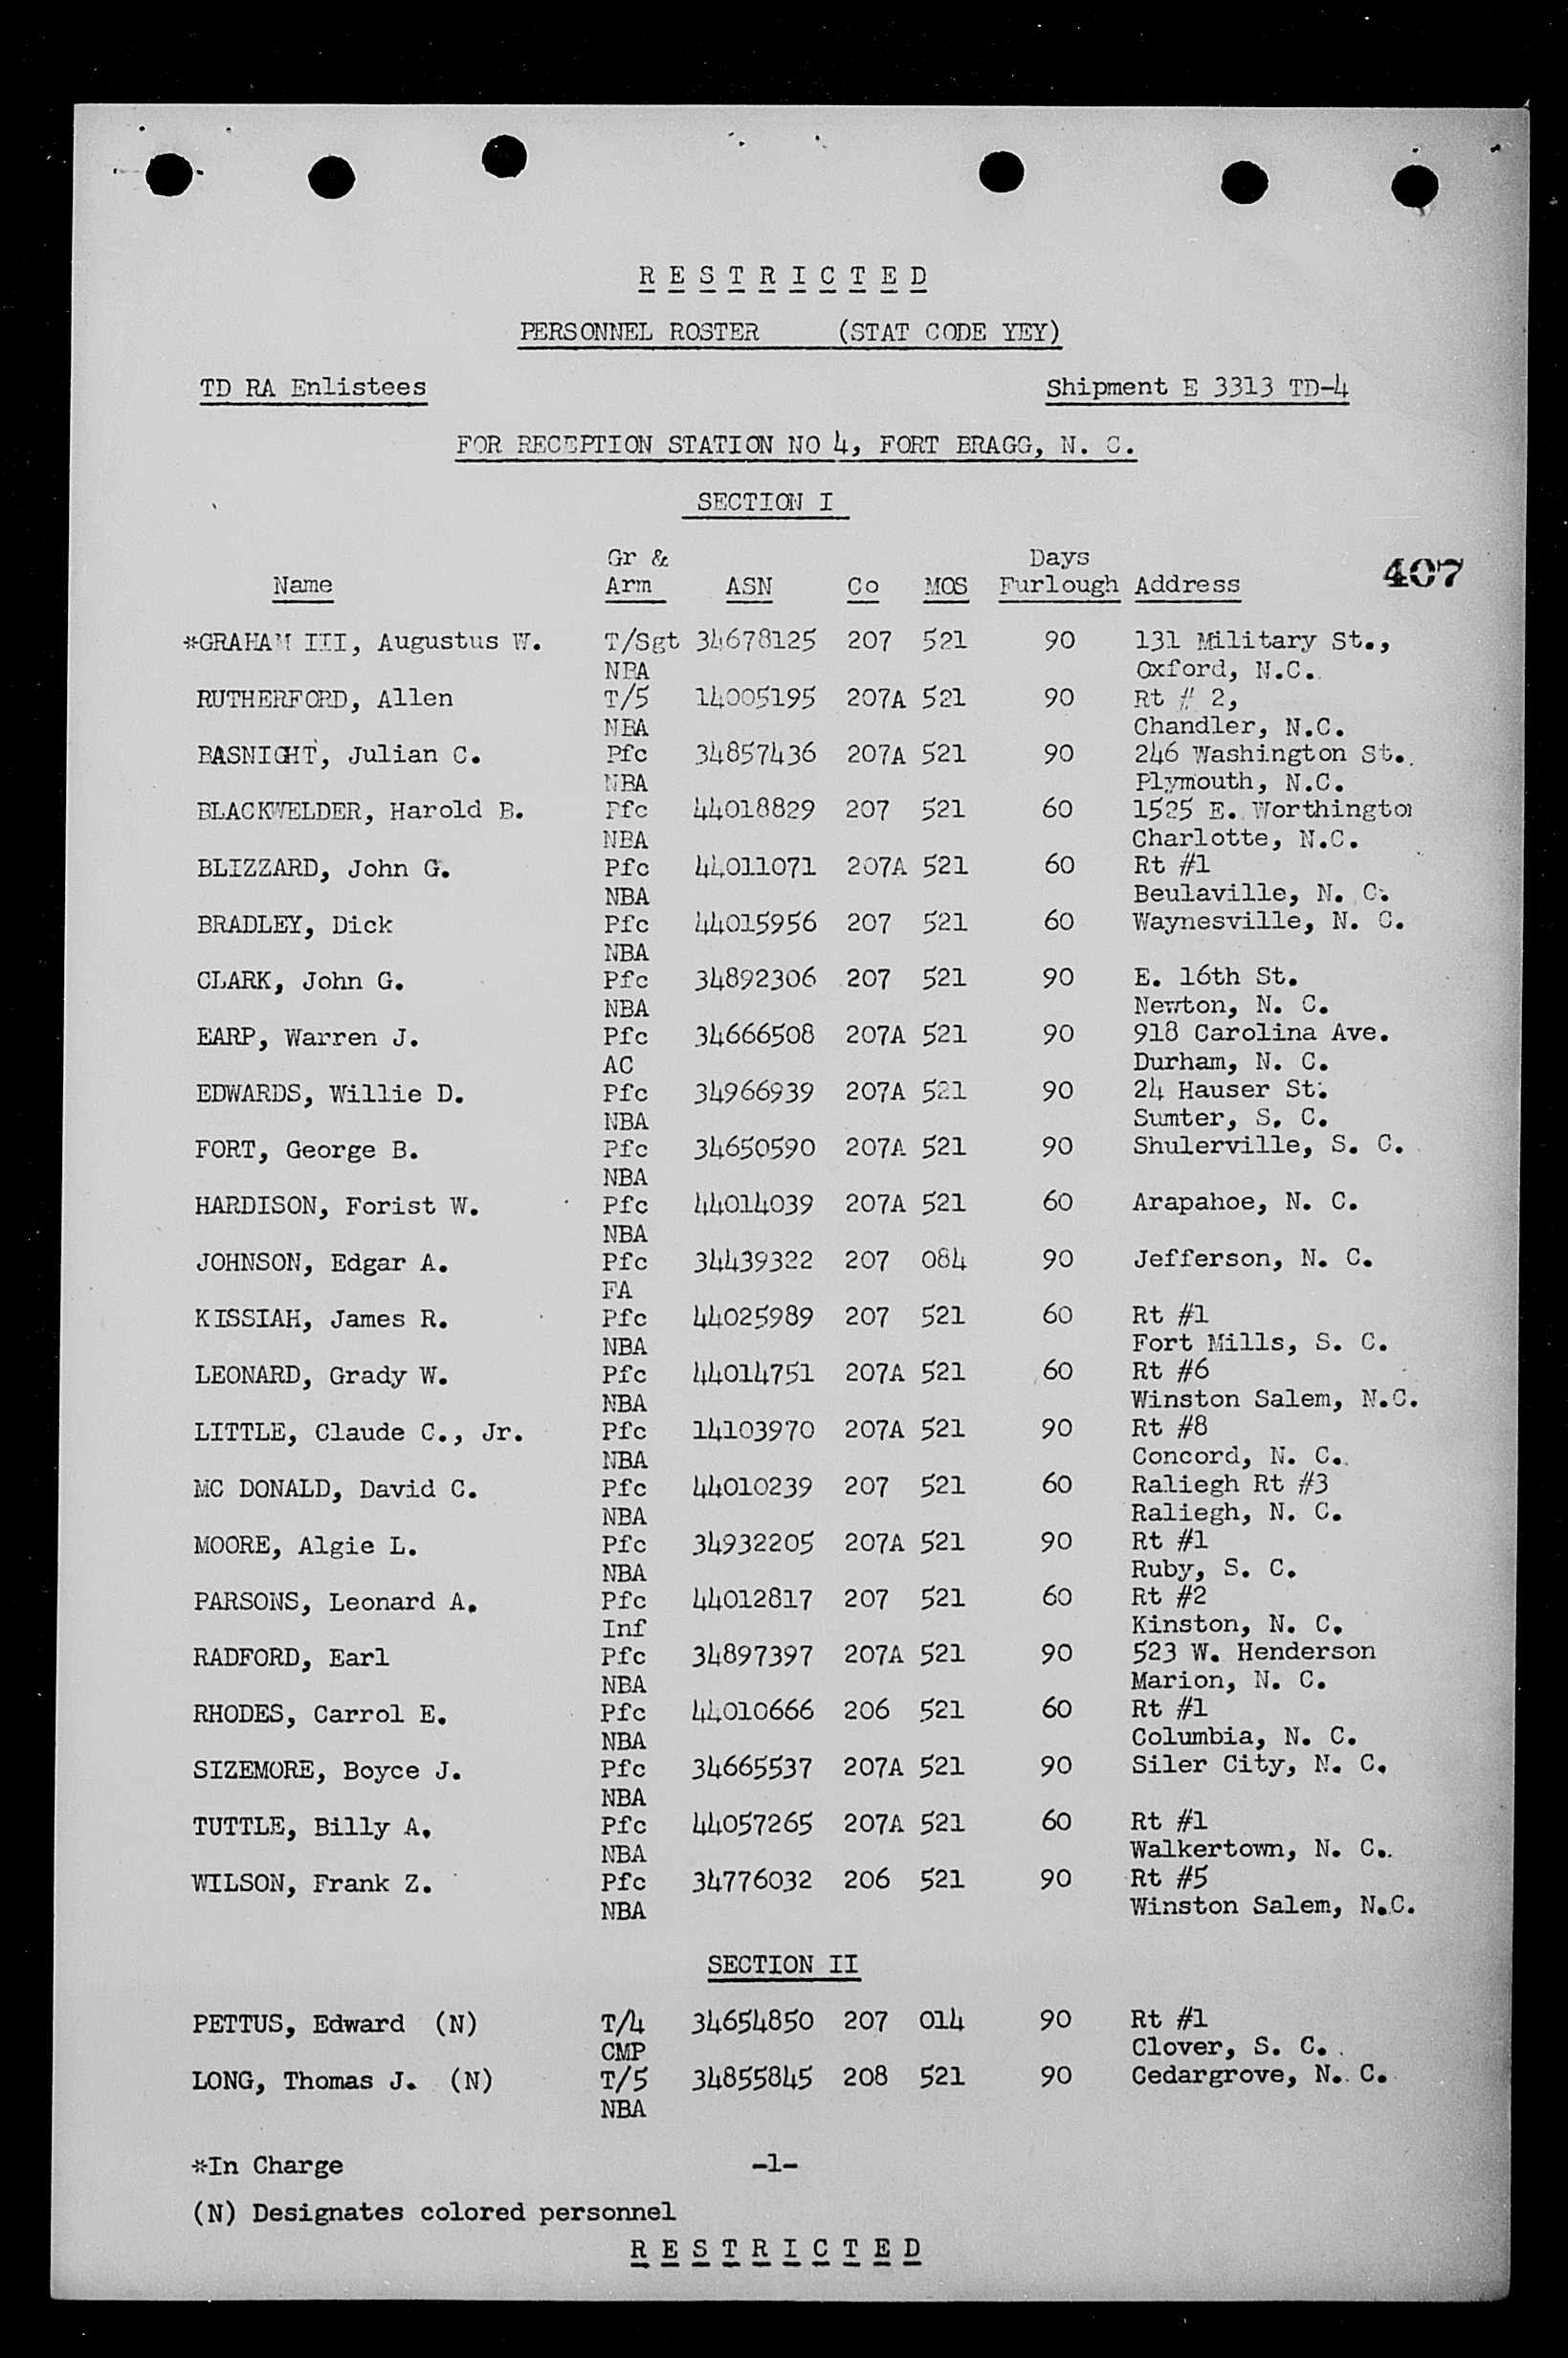 R E S T R I C T E D
PERSONNEL ROSTER (STAT CODE YEY)
TD RA Enlistees Shipment E 3313 TD-4
FOR RECEPTION STATION NO 4, FORT BRAGG, N. C.
SECTION I
Gr & Days 407
Name Arm ASN Co MOS Furlough Address
*GRAHAM III, Augustus W. T/Sgt 34678125 207 521 90 131 Military St.,
NBA Oxford, N.C.
RUTHERFORD, Allen T/5 14005195 207A 521 90 Rt # 2,
NBA Chandler, N.C.
BASNIGHT, Julian C. Pfc 34857436 207A 521 90 246 Washington St.
NBA Plymouth, N.C.
BLACKWELDER, Harold B. Pfc 44018829 207 521 60 1525 E. Worthington
NBA Charlotte, N.C.
BLIZZARD, John G. Pfc 44011071 207A 521 60 Rt #1
NBA Beulaville, N. C.
BRADLEY, Dick Pfc 44015956 207 521 60 Waynesville, N. C.
NBA
CLARK, John G. Pfc 34892306 207 521 90 E. 16th St.
NBA Newton, N. C.
EARP, Warren J. Pfc 34666508 207A 521 90 918 Carolina Ave.
AC Durham, N. C.
EDWARDS, Willie D. Pfc 34966939 207A 521 90 24 Hauser St.
NBA Sumter, S. C.
FORT, George B. Pfc 34650590 207A 521 90 Shulerville, S. C.
NBA
HARDISON, Forist W. Pfc 44014039 207A 521 60 Arapahoe, N. C.
NBA
JOHNSON, Edgar A. Pfc 34439322 207 084 90 Jefferson, N. C.
FA
KISSIAH, James R. Pfc 44025989 207 521 60 Rt #1
NBA Fort Mills, S. C.
LEONARD, Grady W. Pfc 44014751 207A 521 60 Rt #6
NBA Winston Salem, N.C.
LITTLE, Claude C., Jr. Pfc 14103970 207A 521 90 Rt #8
NBA Concord, N. C.
MC DONALD, David C. Pfc 44010239 207 521 60 Raliegh Rt #3
NBA Raliegh, N. C.
MOORE, Algie L. Pfc 34932205 207A 521 90 Rt #1
NBA Ruby, S. C.
PARSONS, Leonard A. Pfc 44012817 207 521 60 Rt #2
Inf Kinston, N. C.
RADFORD, Earl Pfc 34897397 207A 521 90 523 W. Henderson
NBA Marion, N. C.
RHODES, Carrol E. Pfc 44010666 206 521 60 Rt #1
NBA Columbia, N. C.
SIZEMORE, Boyce J. Pfc 34665537 207A 521 90 Siler City, N. C.
NBA
TUTTLE, Billy A. Pfc 44057265 207A 521 60 Rt #1
NBA Walkertown, N. C.
WILSON, Frank Z. Pfc 34776032 206 521 90 Rt #5
NBA Winston Salem, N.C.
SECTION II
PETTUS, Edward (N) T/4 34654850 207 014 90 Rt #1
CMP Clover, S. C.
LONG, Thomas J. (N) T/5 34855845 208 521 90 Cedargrove, N. C.
NBA
*In Charge -1-
(N) Designates colored personnel
R E S T R I C T E D